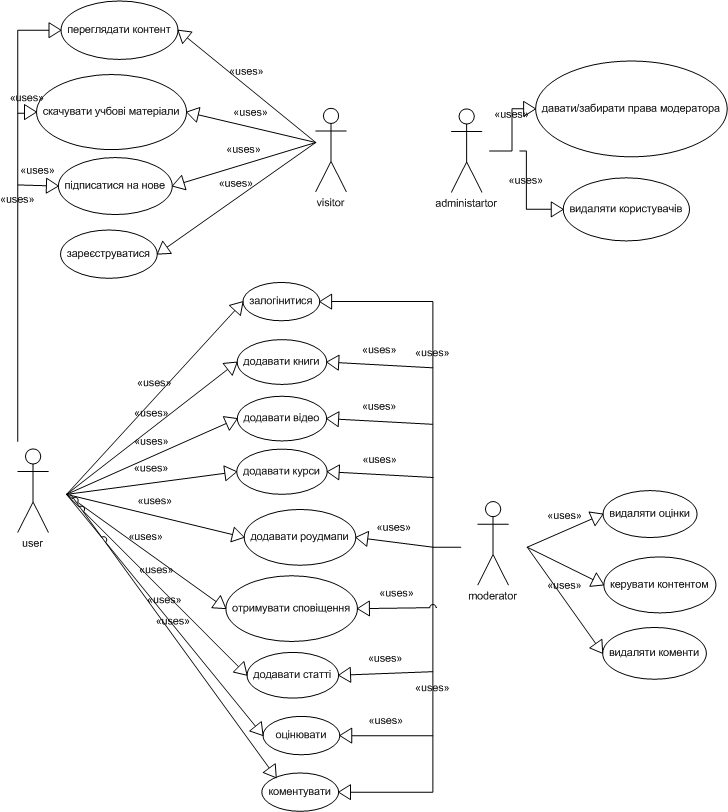 переглядати контент
«uses»
«uses»
скачувати учбові матеріали
«uses»
давати/забирати права модератора
«uses»
«uses»
«uses»
«uses»
«uses»
підписатися на нове
«uses»
«uses»
visitor
administartor
видаляти користувачів
зареєструватися
залогінитися
«uses»
«uses»
додавати книги
«uses»
«uses»
додавати відео
«uses»
«uses»
додавати курси
«uses»
«uses»
видаляти оцінки
«uses»
«uses»
додавати роудмапи
user
«uses»
керувати контентом
«uses»
«uses»
moderator
отримувати сповіщення
«uses»
видаляти коменти
«uses»
додавати статті
«uses»
«uses»
оцінювати
коментувати